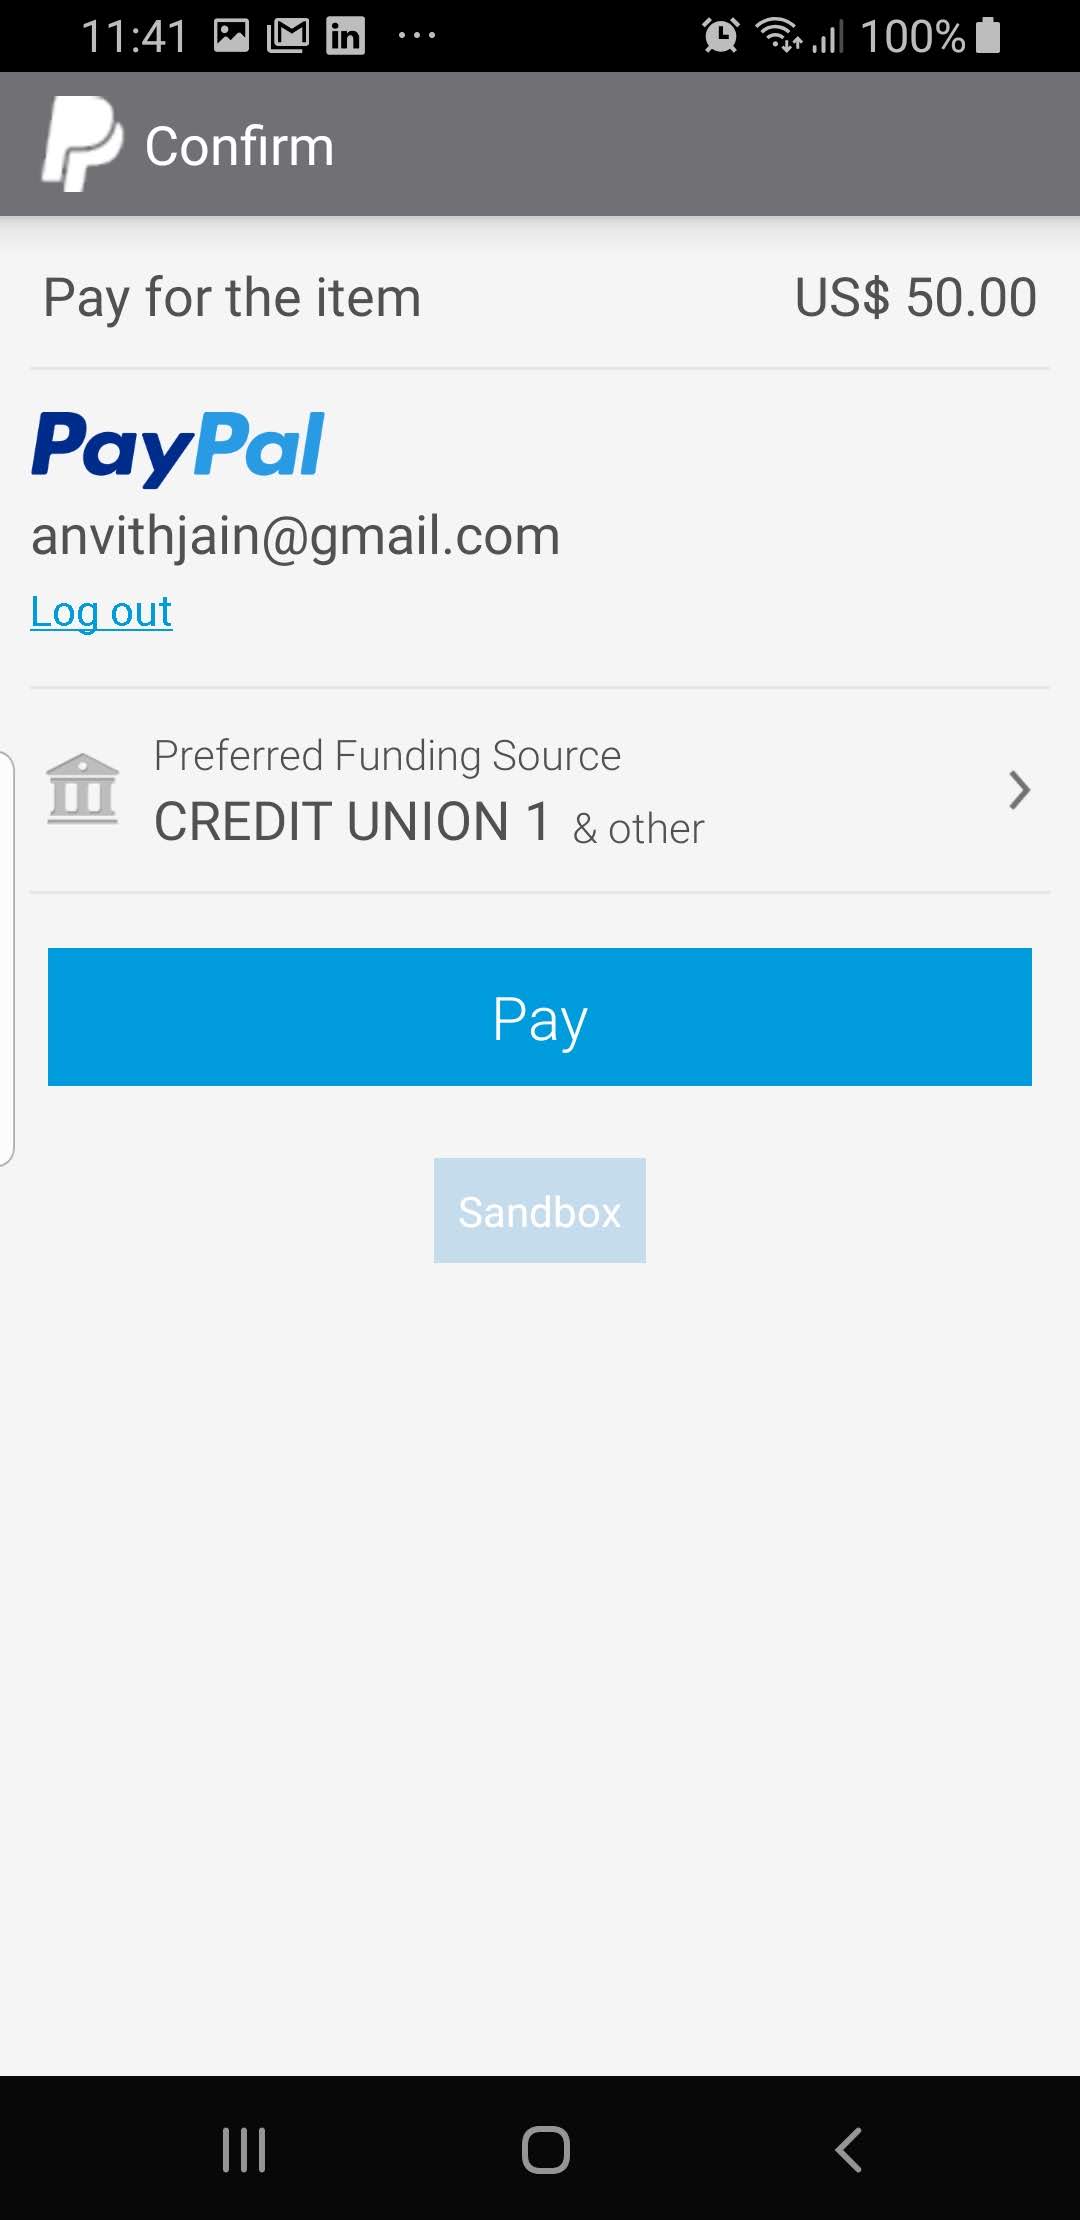 11:41 in ... 100%
Confirm
Pay for the item US$ 50.00
PayPal
anvithjain@gmail.com
Log out
Preferred Funding Source
CREDIT UNION 1 & other
Pay
Sandbox